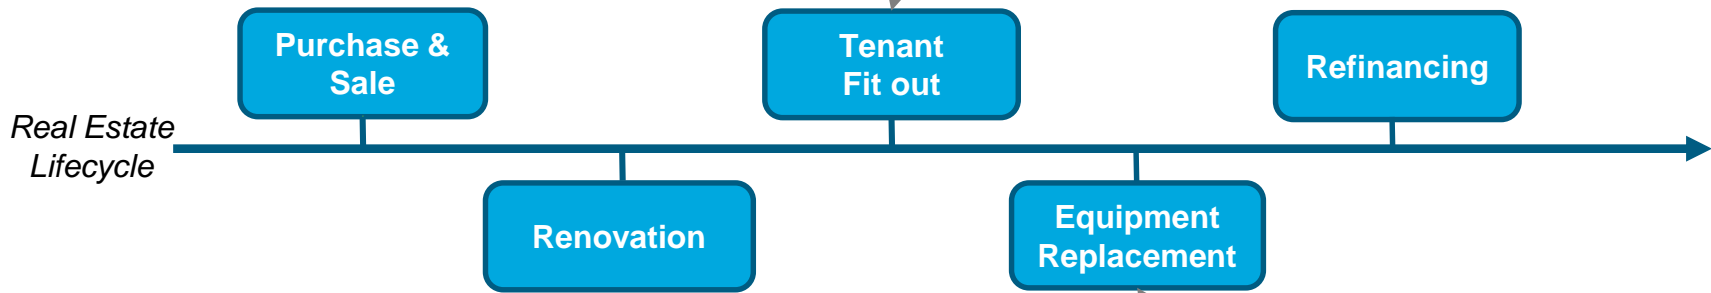 Real Estate
Lifecycle
Purchase &
Sale
Renovation
Tenant
Fit out
Equipment
Replacement
Refinancing